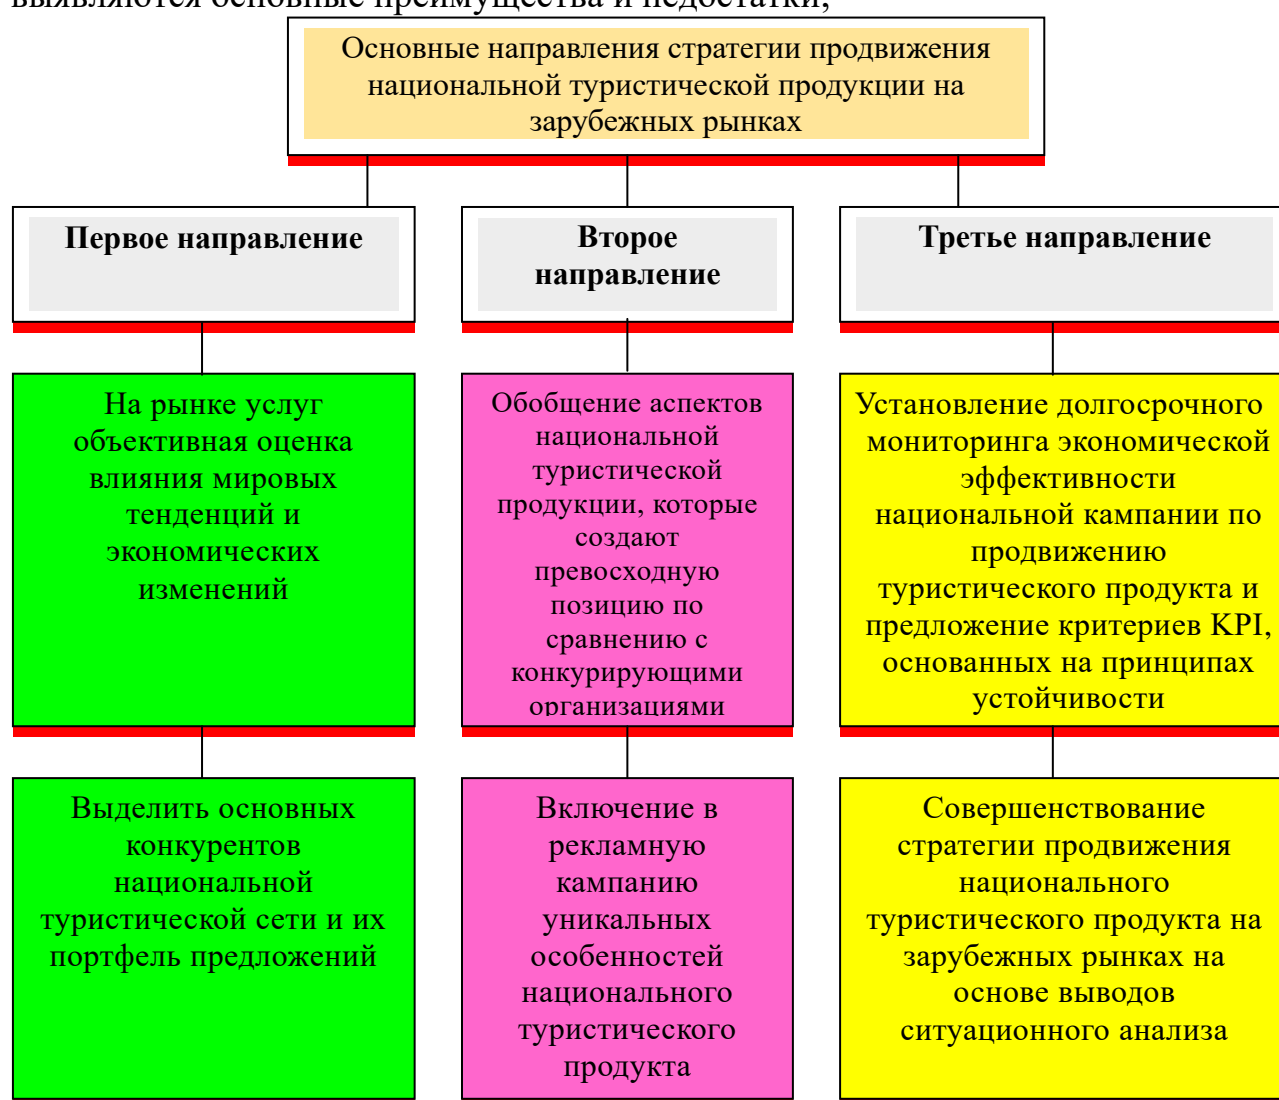 выявляются основные преимущества и недостатки;
Основные направления стратегии продвижения
национальной туристической продукции на
зарубежных рынках
Первое направление
Второе
направление
Третье направление
На рынке услуг
объективная оценка
влияния мировых
тенденций и
экономических
изменений
Обобщение аспектов
национальной
туристической
продукции, которые
создают
превосходную
позицию по
сравнению с
конкурирующими
организациями
Установление долгосрочного
мониторинга экономической
эффективности
национальной кампании по
продвижению
туристического продукта и
предложение критериев KPI,
основанных на принципах
устойчивости
Выделить основных
конкурентов
национальной
туристической сети и их
портфель предложений
Включение в
рекламную
кампанию
уникальных
особенностей
национального
туристического
продукта
Совершенствование
стратегии продвижения
национального
туристического продукта на
зарубежных рынках на
основе выводов
ситуационного анализа